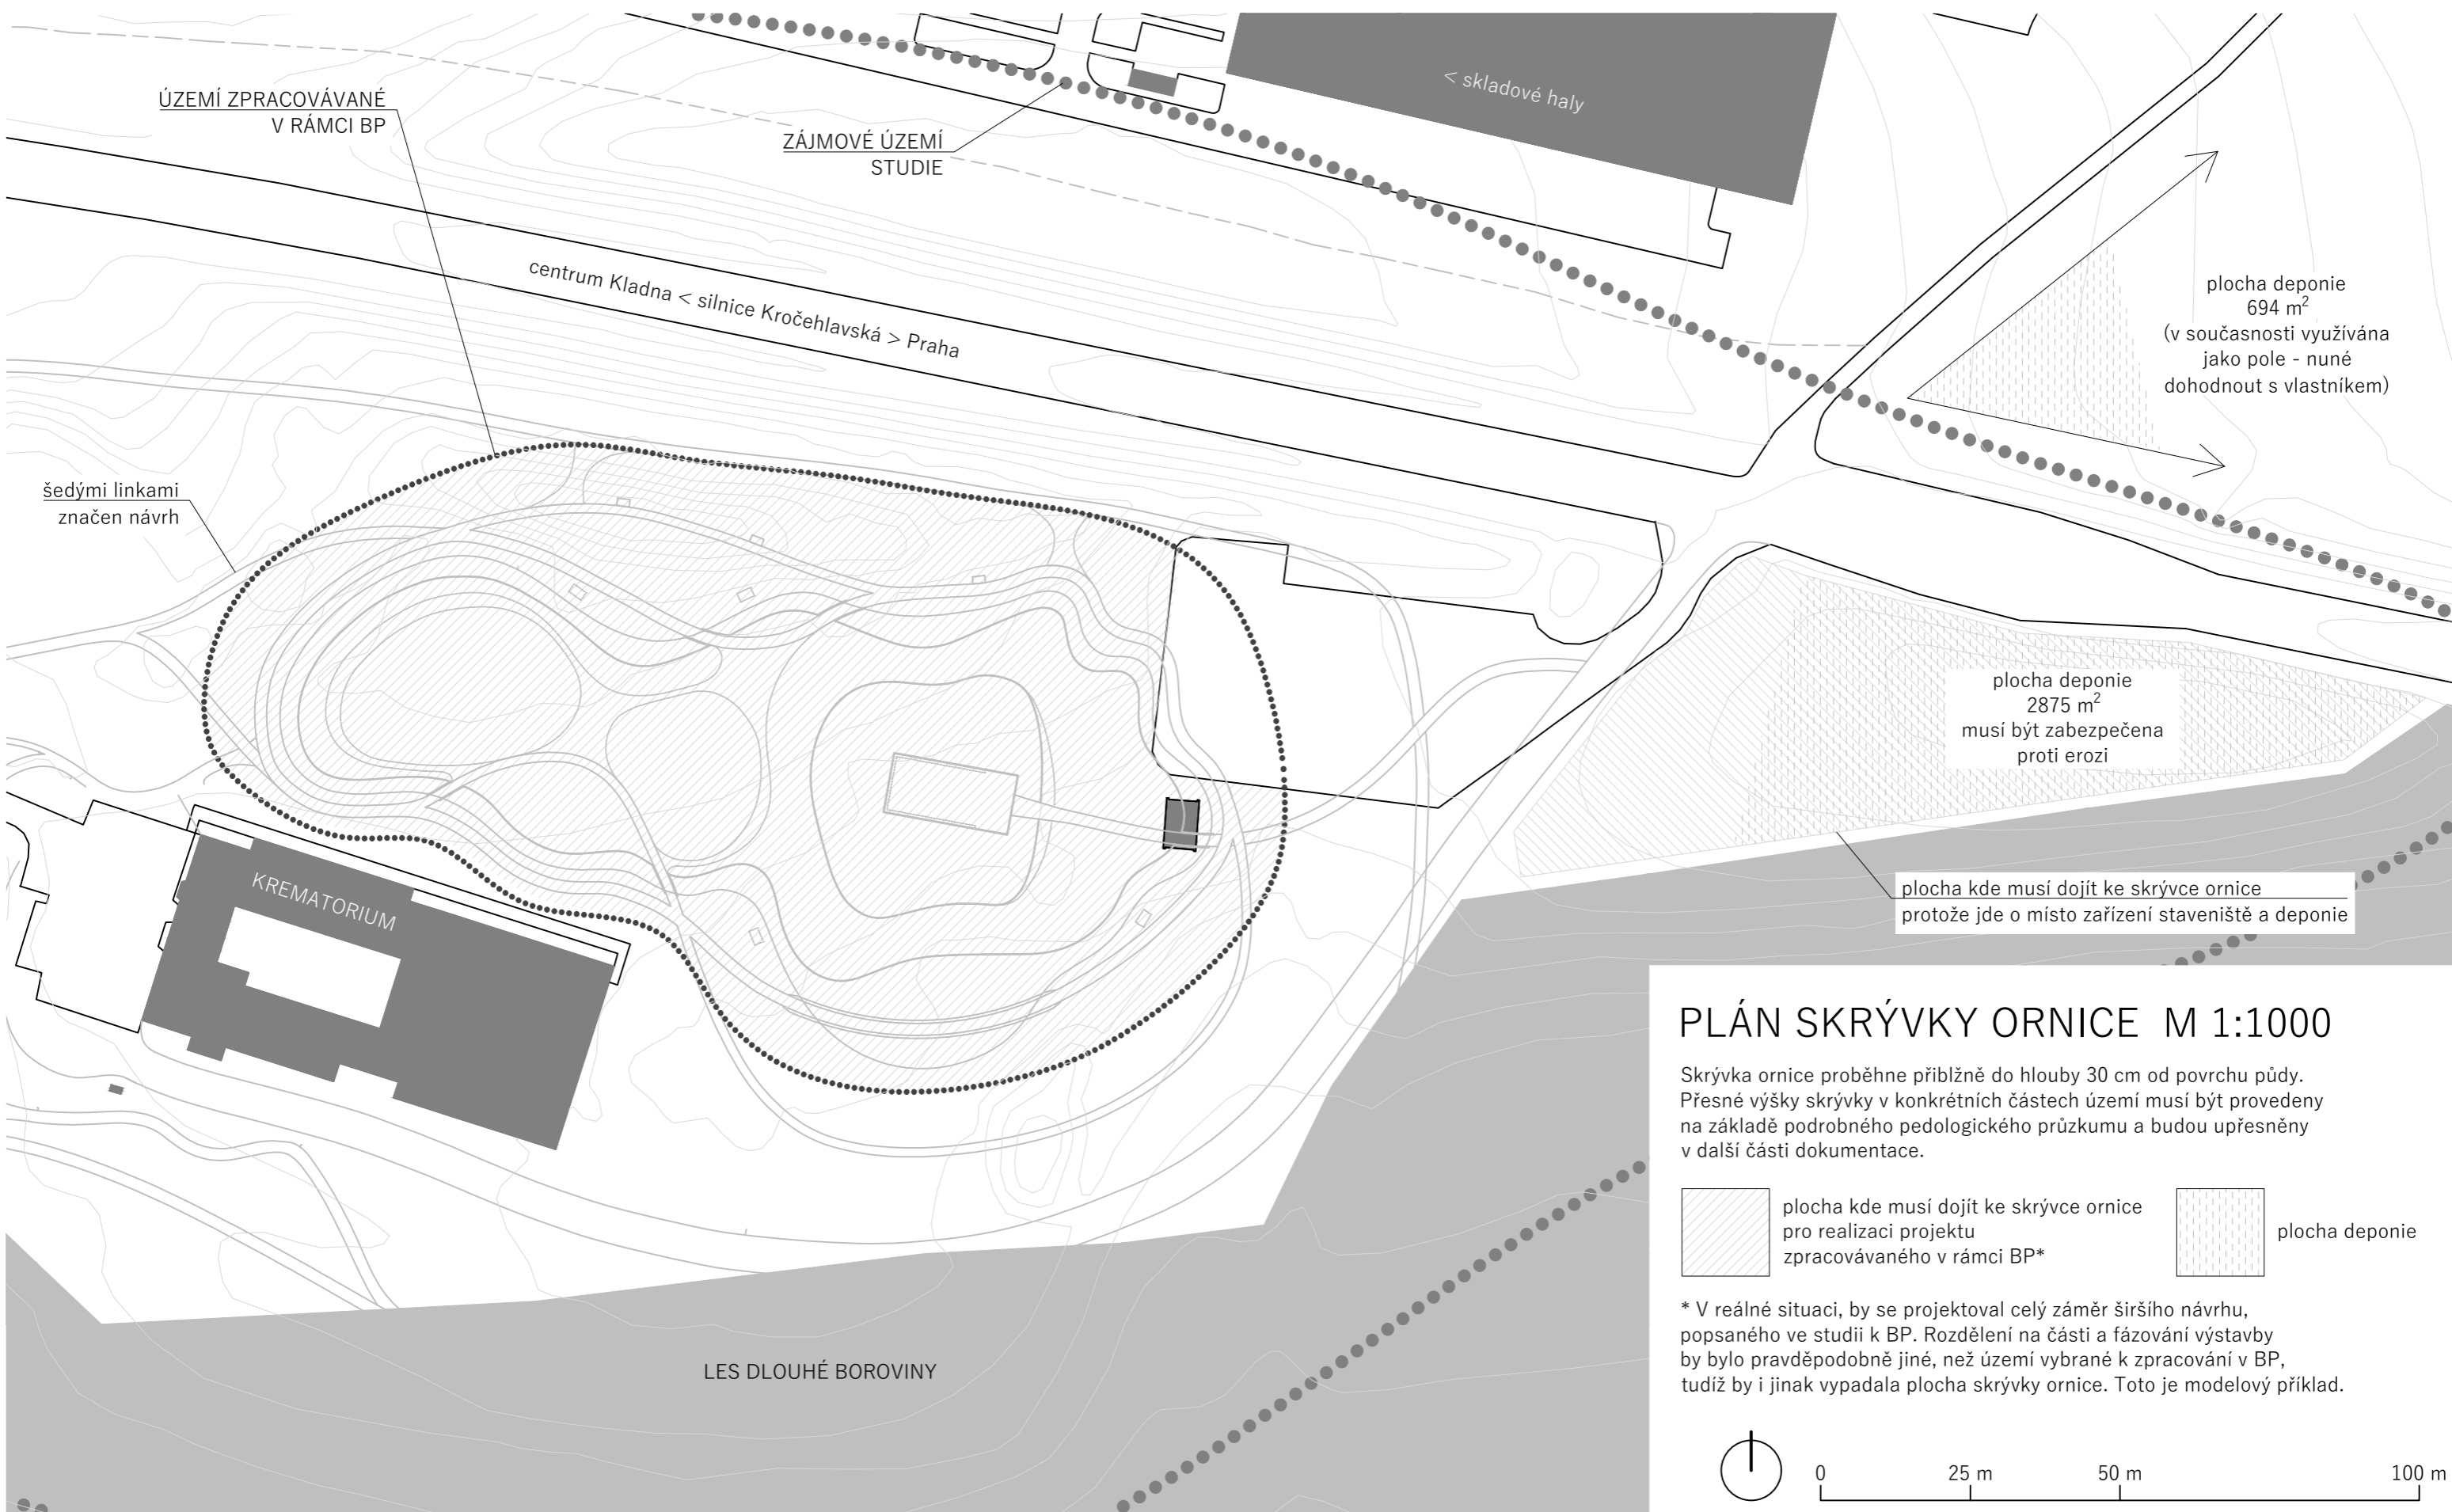 < skladové haly
ÚZEMÍ ZPRACOVÁVANÉ
V RÁMCI BP
ZÁJMOVÉ ÚZEMÍ
STUDIE
centrum Kladna < silnice Kročehlavská > Praha
plocha deponie
694 m²
(v současnosti využívána
jako pole - nuné
dohodnout s vlastníkem)
šedými linkami
značen návrh
plocha deponie
2875 m²
musí být zabezpečena
proti erozi
KREMATORIUM
plocha kde musí dojít ke skrývce ornice
protože jde o místo zařízení staveniště a deponie
PLÁN SKRÝVKY ORNICE M 1:1000
Skrývka ornice proběhne přiblžně do hlouby 30 cm od povrchu půdy.
Přesné výšky skrývky v konkrétních částech území musí být provedeny
na základě podrobného pedologického průzkumu a budou upřesněny
v další části dokumentace.
plocha kde musí dojít ke skrývce ornice
pro realizaci projektu
zpracovávaného v rámci BP*
plocha deponie
* V reálné situaci, by se projektoval celý záměr širšího návrhu,
popsaného ve studii k BP. Rozdělení na části a fázování výstavby
by bylo pravděpodobně jiné, než území vybrané k zpracování v BP,
tudíž by i jinak vypadala plocha skrývky ornice. Toto je modelový příklad.
LES DLOUHÉ BOROVINY
0 25 m 50 m 100 m